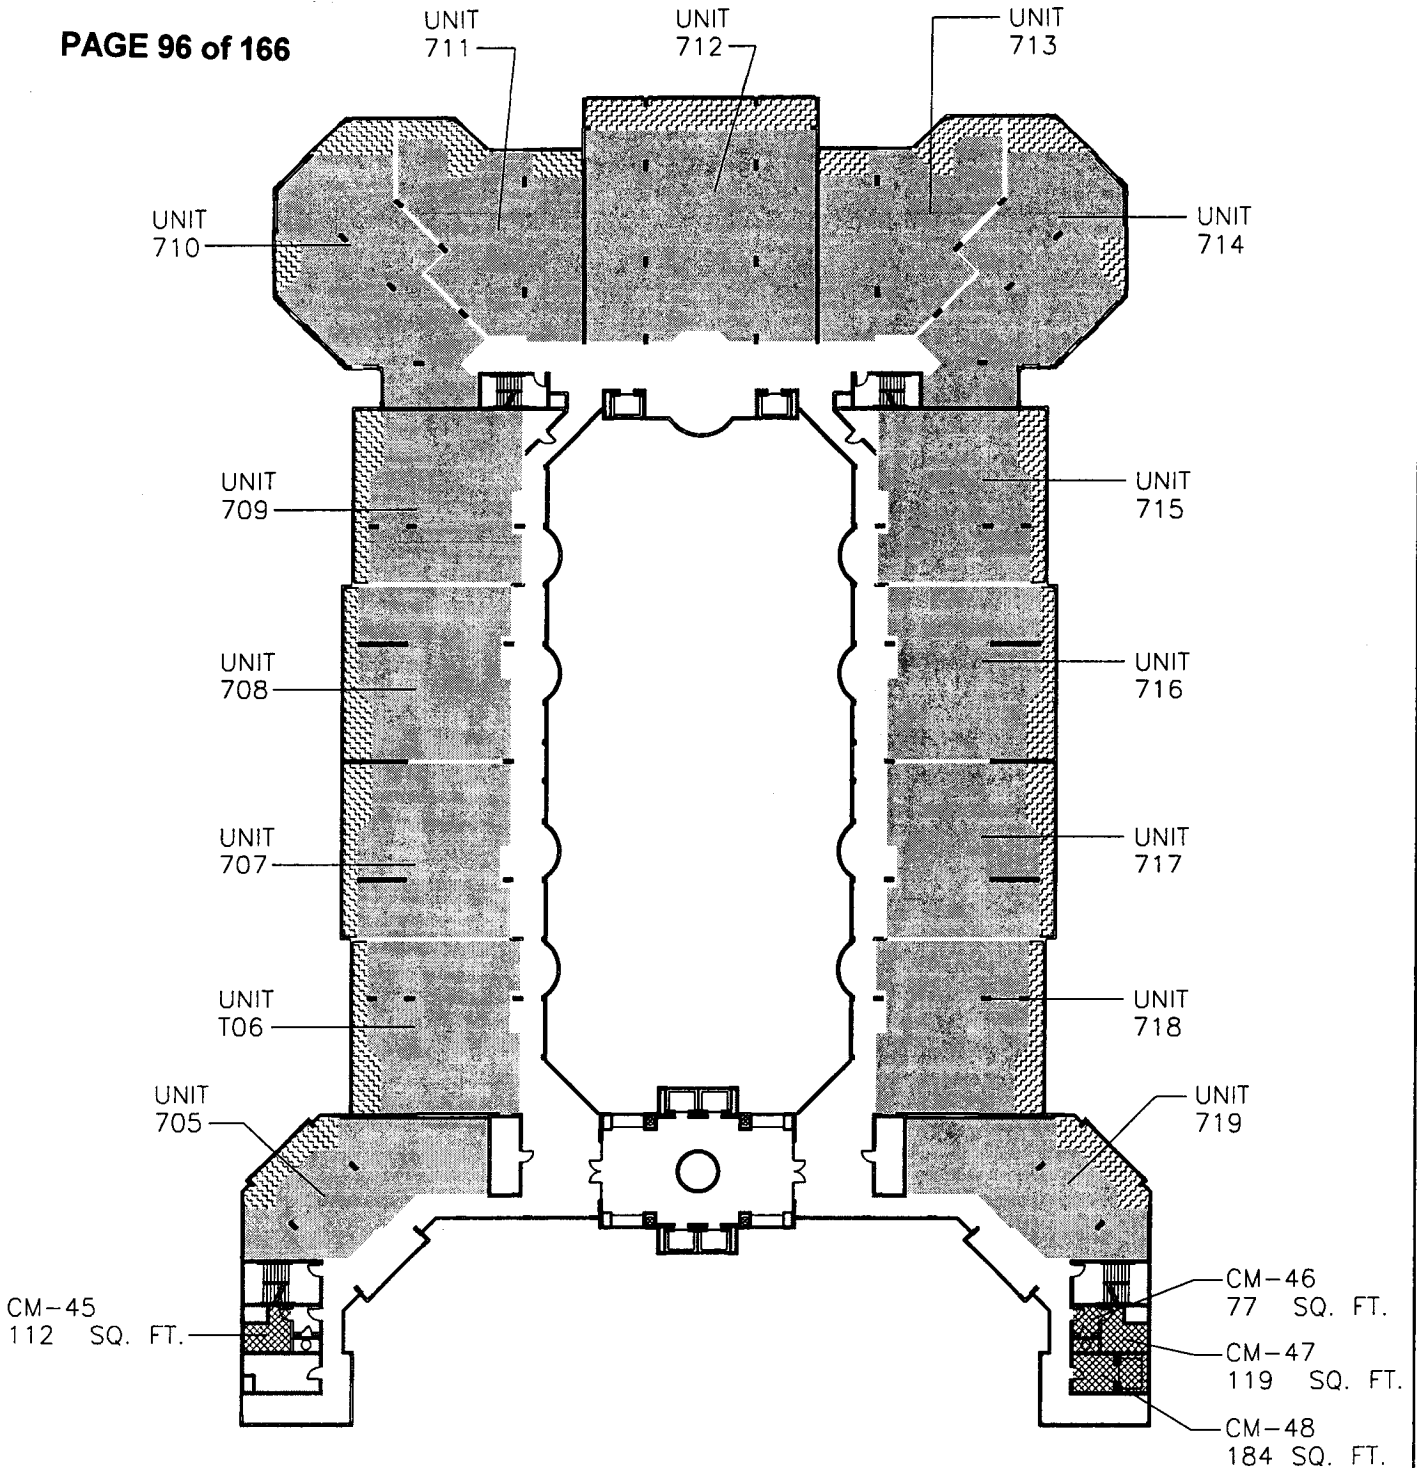 PAGE 96 of 166
UNIT
711
UNIT
712
UNIT
713
UNIT
710
UNIT
714
UNIT
709
UNIT
715
UNIT
708
UNIT
716
UNIT
707
UNIT
717
UNIT
T06
UNIT
718
UNIT
705
UNIT
719
CM-45
112 SQ. FT.
CM-46
77 SQ. FT.
CM-47
119 SQ. FT.
CM-48
184 SQ. FT.